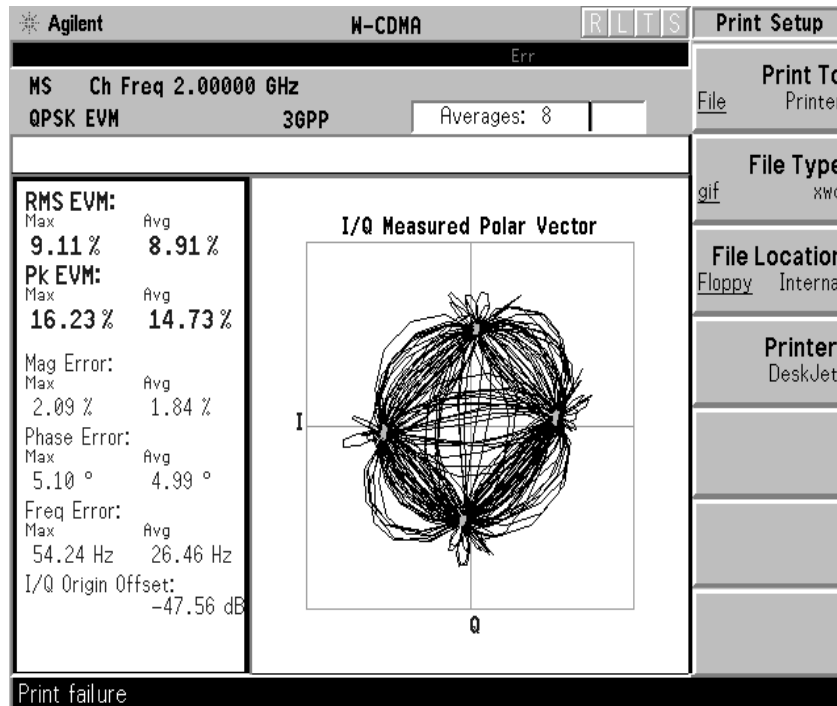 Agilent W-CDMA R L T S Print Setup
Err
MS Ch Freq 2.00000 GHz
QPSK EVM 3GPP Averages: 8
Print To
File Printer
File Type
gif xwd
File Location
Floppy Internal
Printer
DeskJet
RMS EVM:
Max Avg
9.11 % 8.91 %
Pk EVM:
Max Avg
16.23 % 14.73 %
Mag Error:
Max Avg
2.09 % 1.84 %
Phase Error:
Max Avg
5.10 ° 4.99 °
Freq Error:
Max Avg
54.24 Hz 26.46 Hz
I/Q Origin Offset:
-47.56 dB
I/Q Measured Polar Vector
I
Q
Print failure